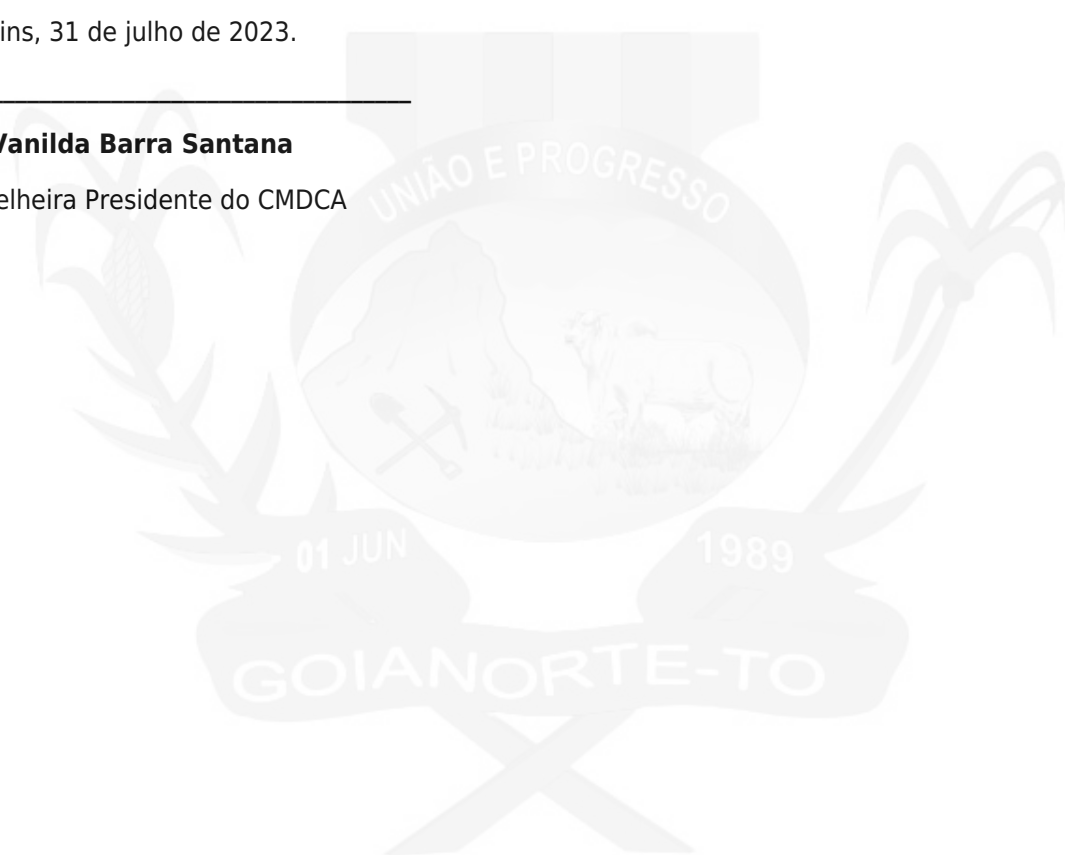 ins, 31 de julho de 2023.
Vanilda Barra Santana
elheira Presidente do CMDCA
UNIÃO E PROGRESSO
01 JUN 1989
GOIANORTE-TO